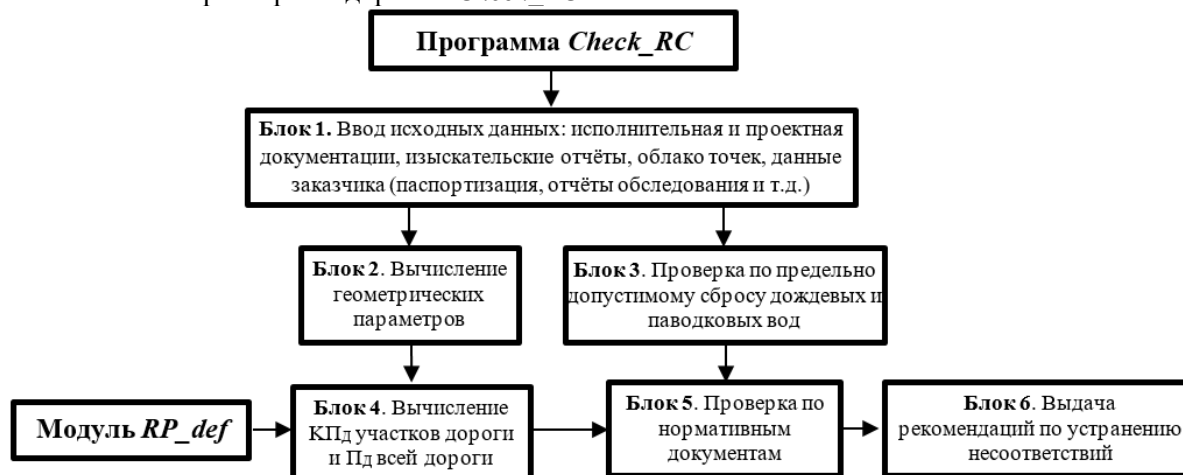 Программа Check_RC
Блок 1. Ввод исходных данных: исполнительная и проектная
документации, изыскательские отчёты, облако точек, данные
заказчика (паспортизация, отчёты обследования и т.д.)
Блок 2. Вычисление
геометрических
параметров
Блок 3. Проверка по предельно
допустимому сбросу дождевых и
паводковых вод
Модуль RP_def
Блок 4. Вычисление
КПд участков дороги
и Пд всей дороги
Блок 5. Проверка по
нормативным
документам
Блок 6. Выдача
рекомендаций по устранению
несоответствий